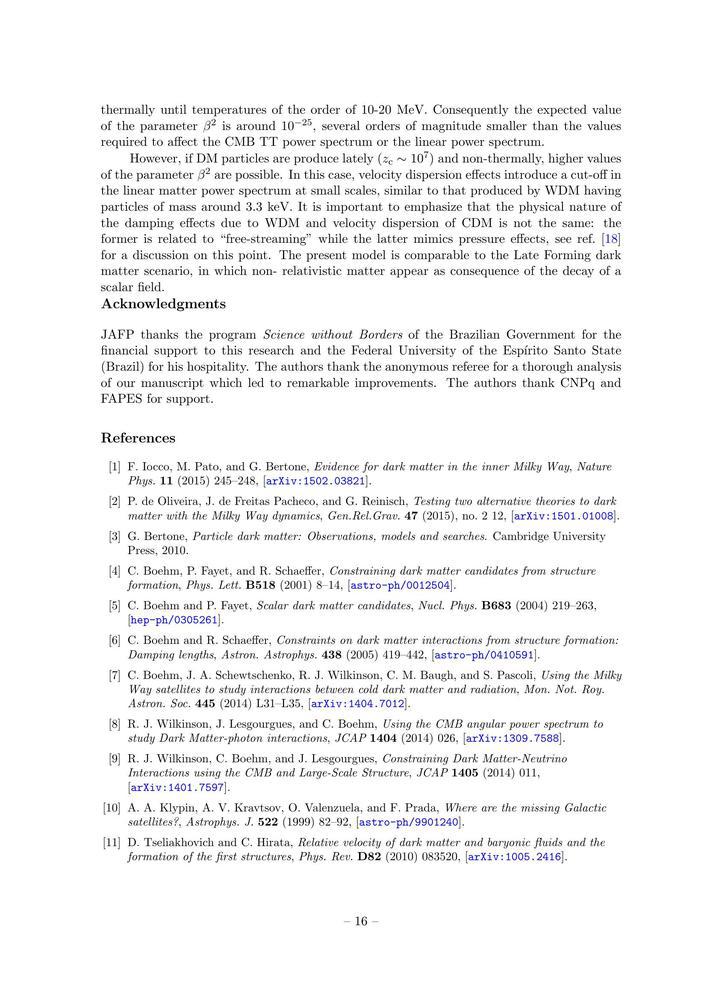 thermally until temperatures of the order of 10-20 MeV. Consequently the expected value
of the parameter β² is around 10⁻²⁵, several orders of magnitude smaller than the values
required to affect the CMB TT power spectrum or the linear power spectrum.
However, if DM particles are produce lately (z_c ∼ 10⁷) and non-thermally, higher values
of the parameter β² are possible. In this case, velocity dispersion effects introduce a cut-off in
the linear matter power spectrum at small scales, similar to that produced by WDM having
particles of mass around 3.3 keV. It is important to emphasize that the physical nature of
the damping effects due to WDM and velocity dispersion of CDM is not the same: the
former is related to “free-streaming” while the latter mimics pressure effects, see ref. [18]
for a discussion on this point. The present model is comparable to the Late Forming dark
matter scenario, in which non- relativistic matter appear as consequence of the decay of a
scalar field.
Acknowledgments
JAFP thanks the program Science without Borders of the Brazilian Government for the
financial support to this research and the Federal University of the Espírito Santo State
(Brazil) for his hospitality. The authors thank the anonymous referee for a thorough analysis
of our manuscript which led to remarkable improvements. The authors thank CNPq and
FAPES for support.
References
[1] F. Iocco, M. Pato, and G. Bertone, Evidence for dark matter in the inner Milky Way, Nature
Phys. 11 (2015) 245–248, [arXiv:1502.03821].
[2] P. de Oliveira, J. de Freitas Pacheco, and G. Reinisch, Testing two alternative theories to dark
matter with the Milky Way dynamics, Gen.Rel.Grav. 47 (2015), no. 2 12, [arXiv:1501.01008].
[3] G. Bertone, Particle dark matter: Observations, models and searches. Cambridge University
Press, 2010.
[4] C. Boehm, P. Fayet, and R. Schaeffer, Constraining dark matter candidates from structure
formation, Phys. Lett. B518 (2001) 8–14, [astro-ph/0012504].
[5] C. Boehm and P. Fayet, Scalar dark matter candidates, Nucl. Phys. B683 (2004) 219–263,
[hep-ph/0305261].
[6] C. Boehm and R. Schaeffer, Constraints on dark matter interactions from structure formation:
Damping lengths, Astron. Astrophys. 438 (2005) 419–442, [astro-ph/0410591].
[7] C. Boehm, J. A. Schewtschenko, R. J. Wilkinson, C. M. Baugh, and S. Pascoli, Using the Milky
Way satellites to study interactions between cold dark matter and radiation, Mon. Not. Roy.
Astron. Soc. 445 (2014) L31–L35, [arXiv:1404.7012].
[8] R. J. Wilkinson, J. Lesgourgues, and C. Boehm, Using the CMB angular power spectrum to
study Dark Matter-photon interactions, JCAP 1404 (2014) 026, [arXiv:1309.7588].
[9] R. J. Wilkinson, C. Boehm, and J. Lesgourgues, Constraining Dark Matter-Neutrino
Interactions using the CMB and Large-Scale Structure, JCAP 1405 (2014) 011,
[arXiv:1401.7597].
[10] A. A. Klypin, A. V. Kravtsov, O. Valenzuela, and F. Prada, Where are the missing Galactic
satellites?, Astrophys. J. 522 (1999) 82–92, [astro-ph/9901240].
[11] D. Tseliakhovich and C. Hirata, Relative velocity of dark matter and baryonic fluids and the
formation of the first structures, Phys. Rev. D82 (2010) 083520, [arXiv:1005.2416].
– 16 –